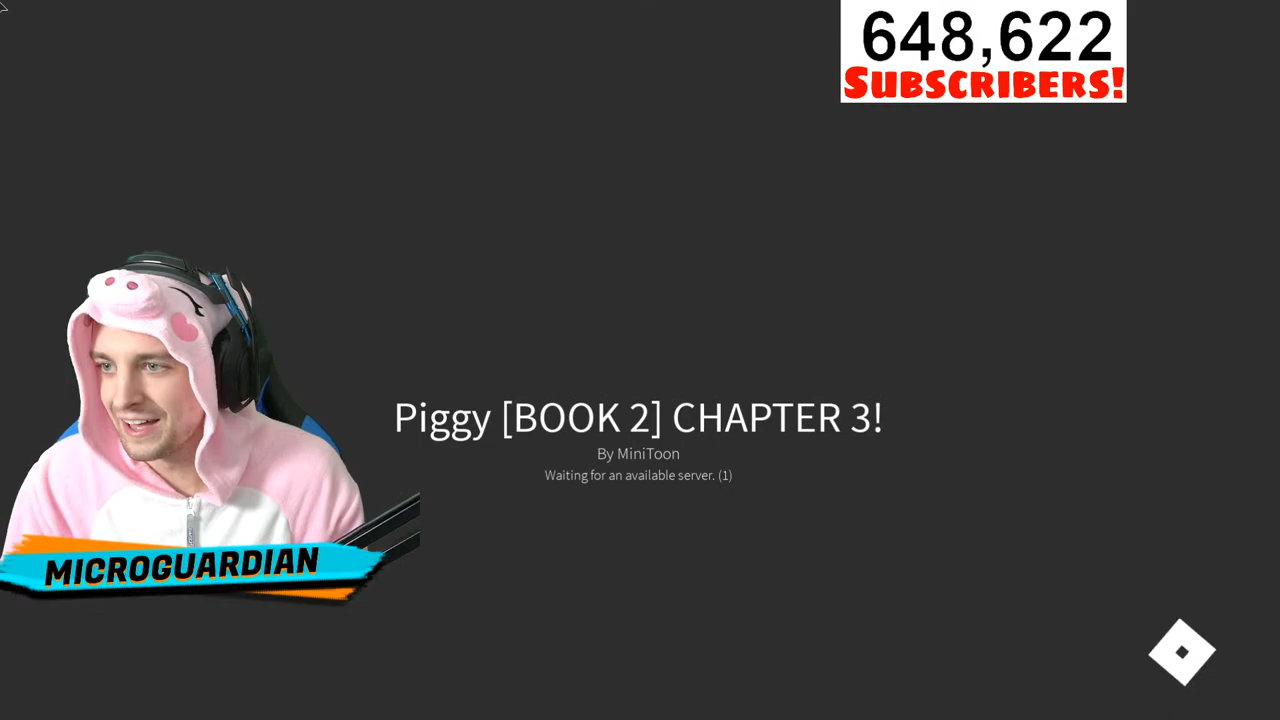 648,622
SUBSCRIBERS!
Piggy [BOOK 2] CHAPTER 3!
By MiniToon
Waiting for an available server. (1)
MICROGUARDIAN